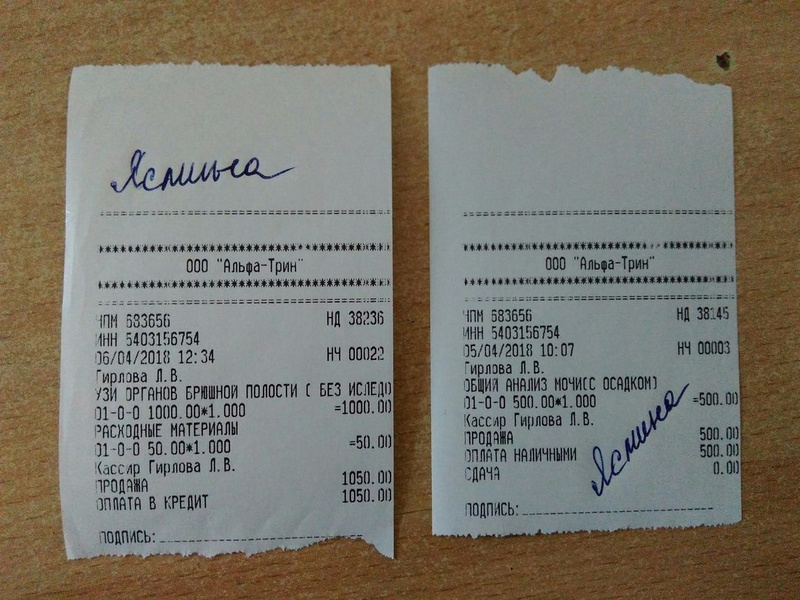 Ясмина
ООО "Альфа-Трин"
ЧПМ 683656 НД 38236
ИНН 5403156754
06/04/2018 12:34 НЧ 00022
Гирлова Л.В.
УЗИ ОРГАНОВ БРЮШНОЙ ПОЛОСТИ ( БЕЗ ИСЛЕДО
01-0-0 1000.00*1.000 =1000.00
РАСХОДНЫЕ МАТЕРИАЛЫ
01-0-0 50.00*1.000 =50.00
Кассир Гирлова Л.В.
ПРОДАЖА 1050.00
ОПЛАТА В КРЕДИТ 1050.00
ПОДПИСЬ:
ООО "Альфа-Трин"
ЧПМ 683656 НД 38145
ИНН 5403156754
05/04/2018 10:07 НЧ 00003
Гирлова Л.В.
ОБЩИЙ АНАЛИЗ МОЧИ(С ОСАДКОМ)
01-0-0 500.00*1.000 =500.00
Кассир Гирлова Л.В.
ПРОДАЖА 500.00
ОПЛАТА НАЛИЧНЫМИ 500.00
СДАЧА 0.00
Ясмина
ПОДПИСЬ: